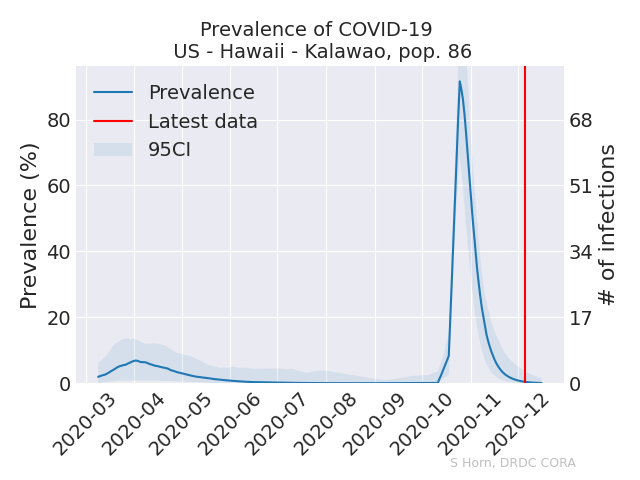 Prevalence of COVID-19
US - Hawaii - Kalawao, pop. 86
Prevalence
Latest data
95CI
Prevalence (%)
80
60
40
20
0
# of infections
68
51
34
17
0
2020-03
2020-04
2020-05
2020-06
2020-07
2020-08
2020-09
2020-10
2020-11
2020-12
S Horn, DRDC CORA